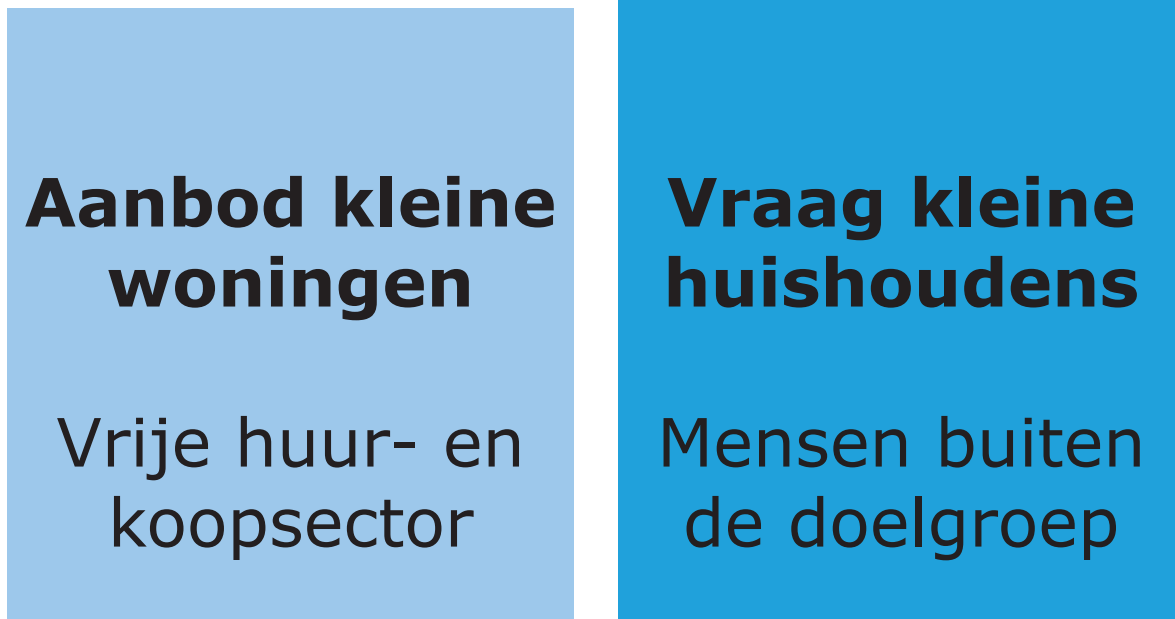 Aanbod kleine
woningen
Vrije huur- en
koopsector
Vraag kleine
huishoudens
Mensen buiten
de doelgroep